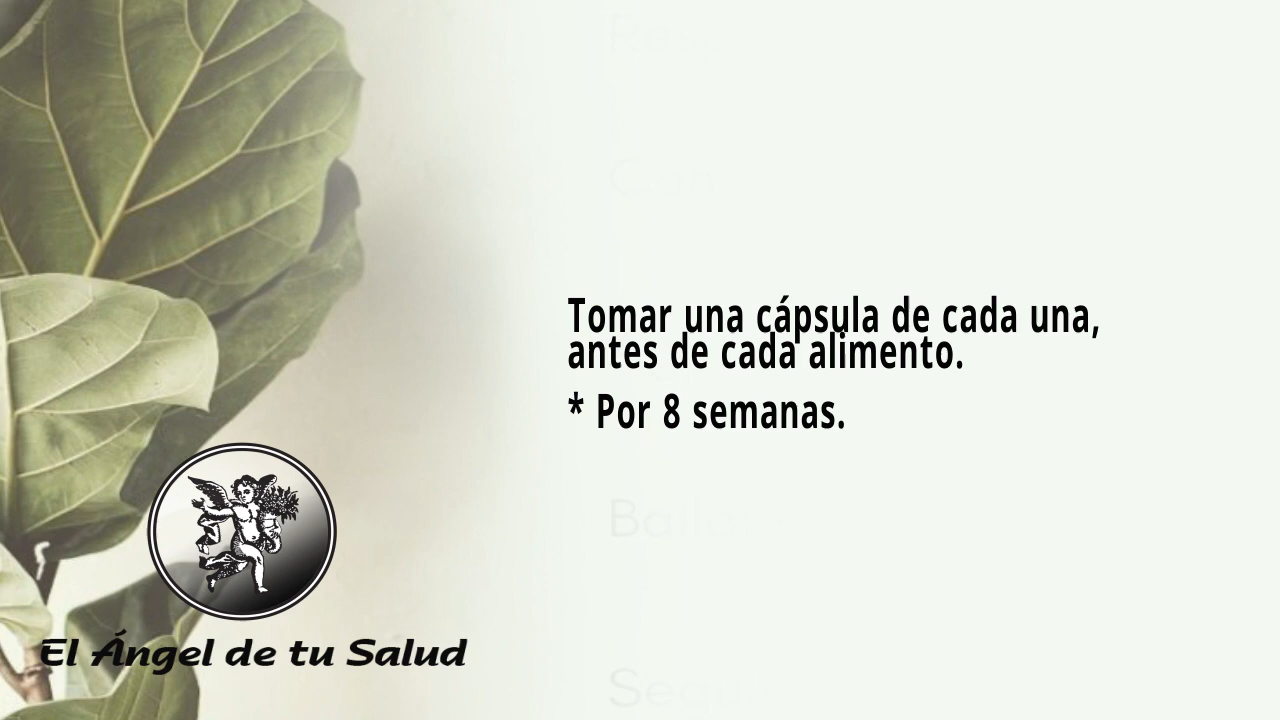 Tomar una cápsula de cada una,
antes de cada alimento.
* Por 8 semanas.
El Ángel de tu Salud